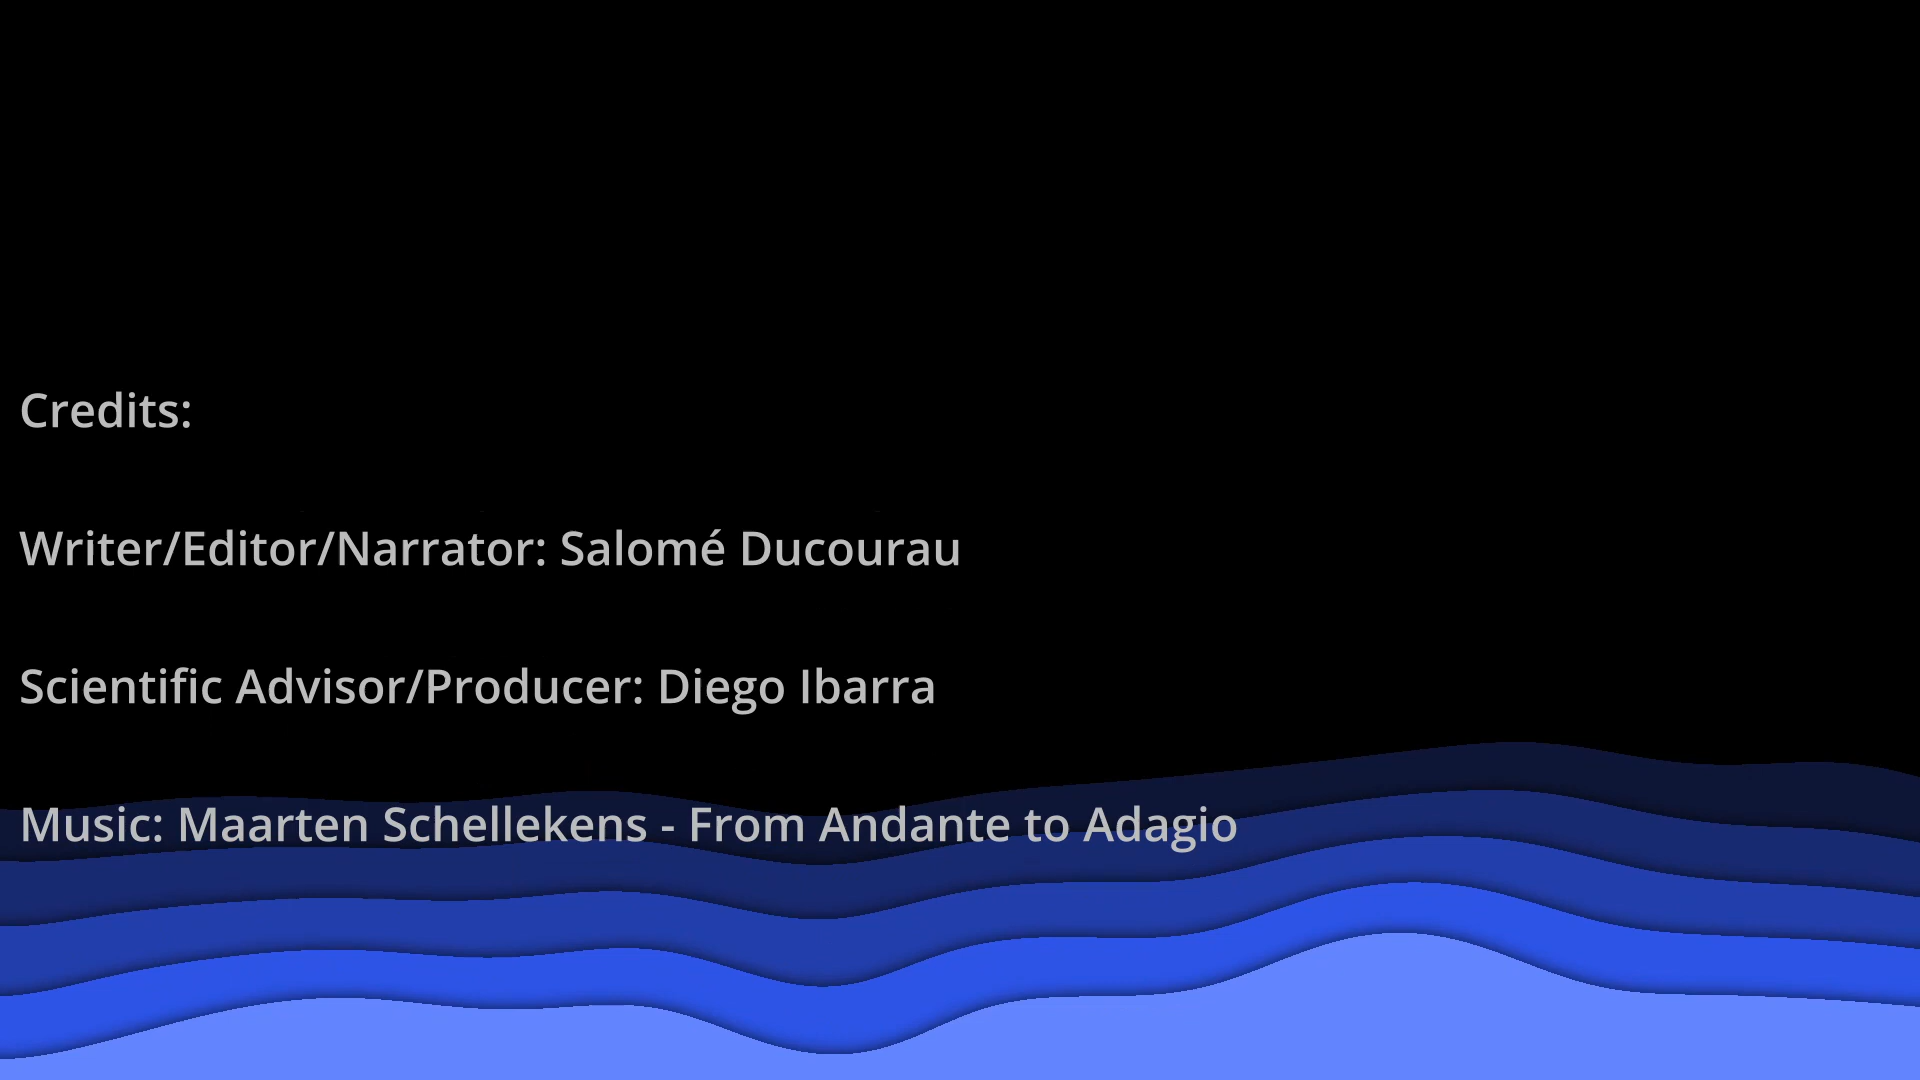 Credits:
Writer/Editor/Narrator: Salomé Ducourau
Scientific Advisor/Producer: Diego Ibarra
Music: Maarten Schellekens - From Andante to Adagio